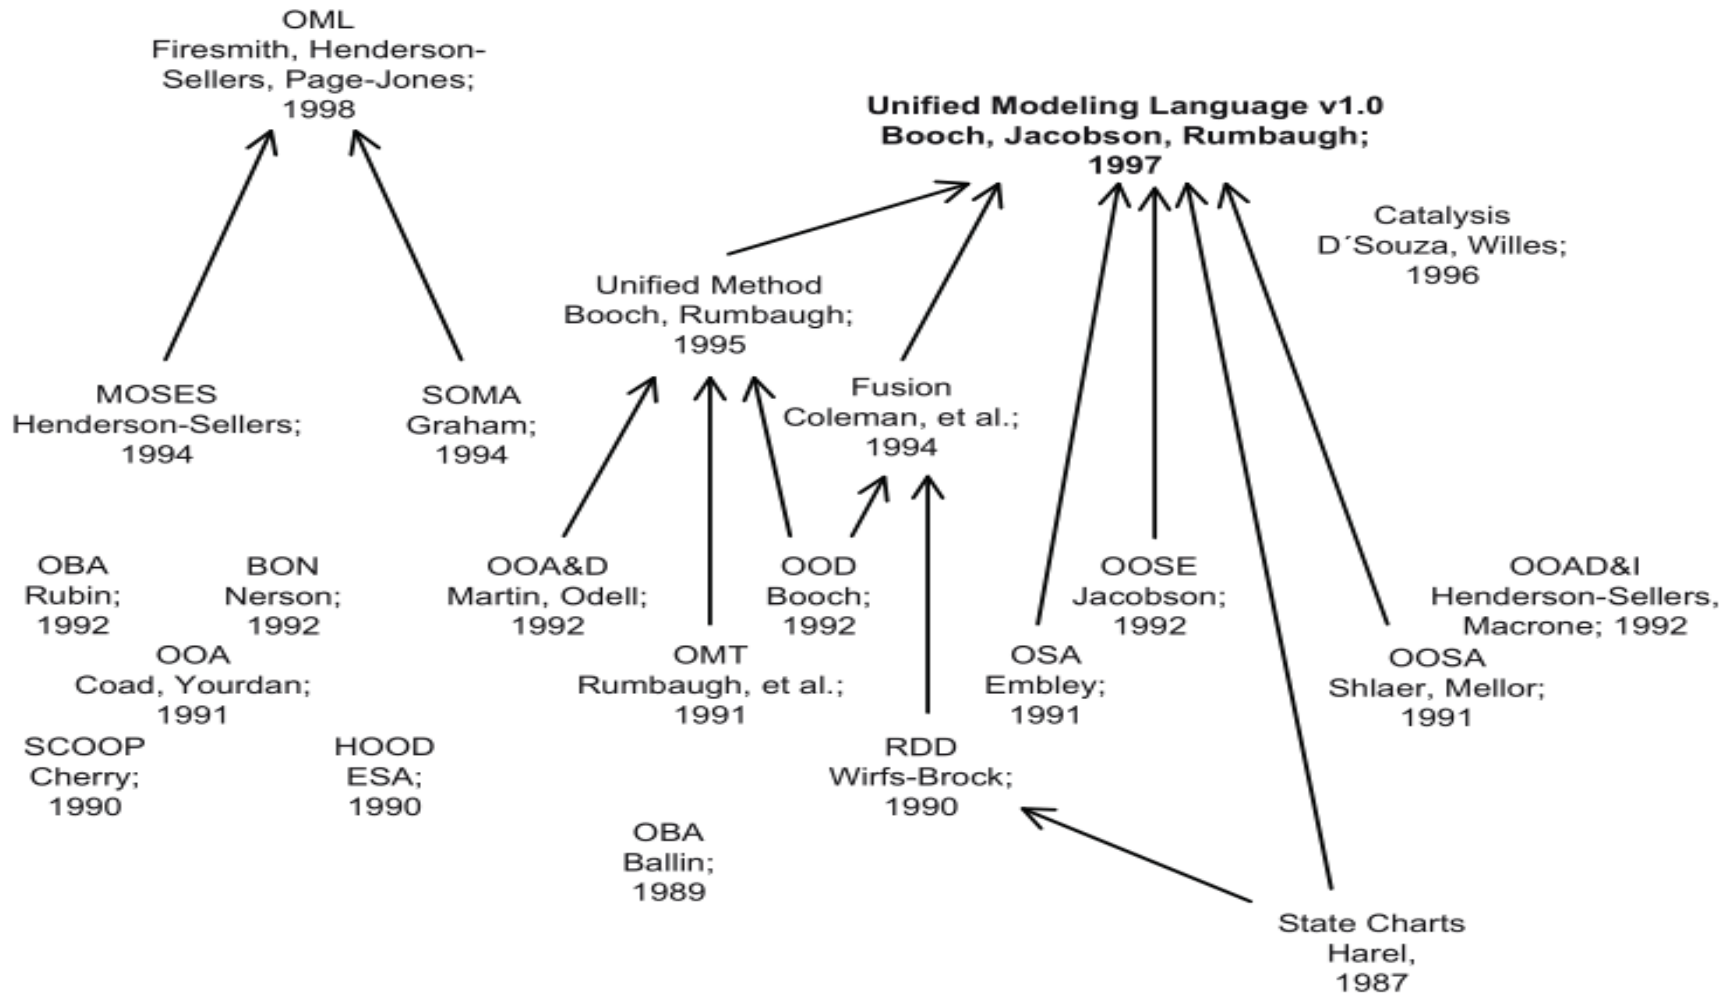 OML
Firesmith, Henderson-
Sellers, Page-Jones;
1998
Unified Modeling Language v1.0
Booch, Jacobson, Rumbaugh;
1997
Catalysis
D´Souza, Willes;
1996
Unified Method
Booch, Rumbaugh;
1995
MOSES
Henderson-Sellers;
1994
SOMA
Graham;
1994
Fusion
Coleman, et al.;
1994
OBA
Rubin;
1992
BON
Nerson;
1992
OOA&D
Martin, Odell;
1992
OOD
Booch;
1992
OOSE
Jacobson;
1992
OOAD&I
Henderson-Sellers,
Macrone; 1992
OOA
Coad, Yourdan;
1991
OMT
Rumbaugh, et al.;
1991
OSA
Embley;
1991
OOSA
Shlaer, Mellor;
1991
SCOOP
Cherry;
1990
HOOD
ESA;
1990
RDD
Wirfs-Brock;
1990
OBA
Ballin;
1989
State Charts
Harel,
1987